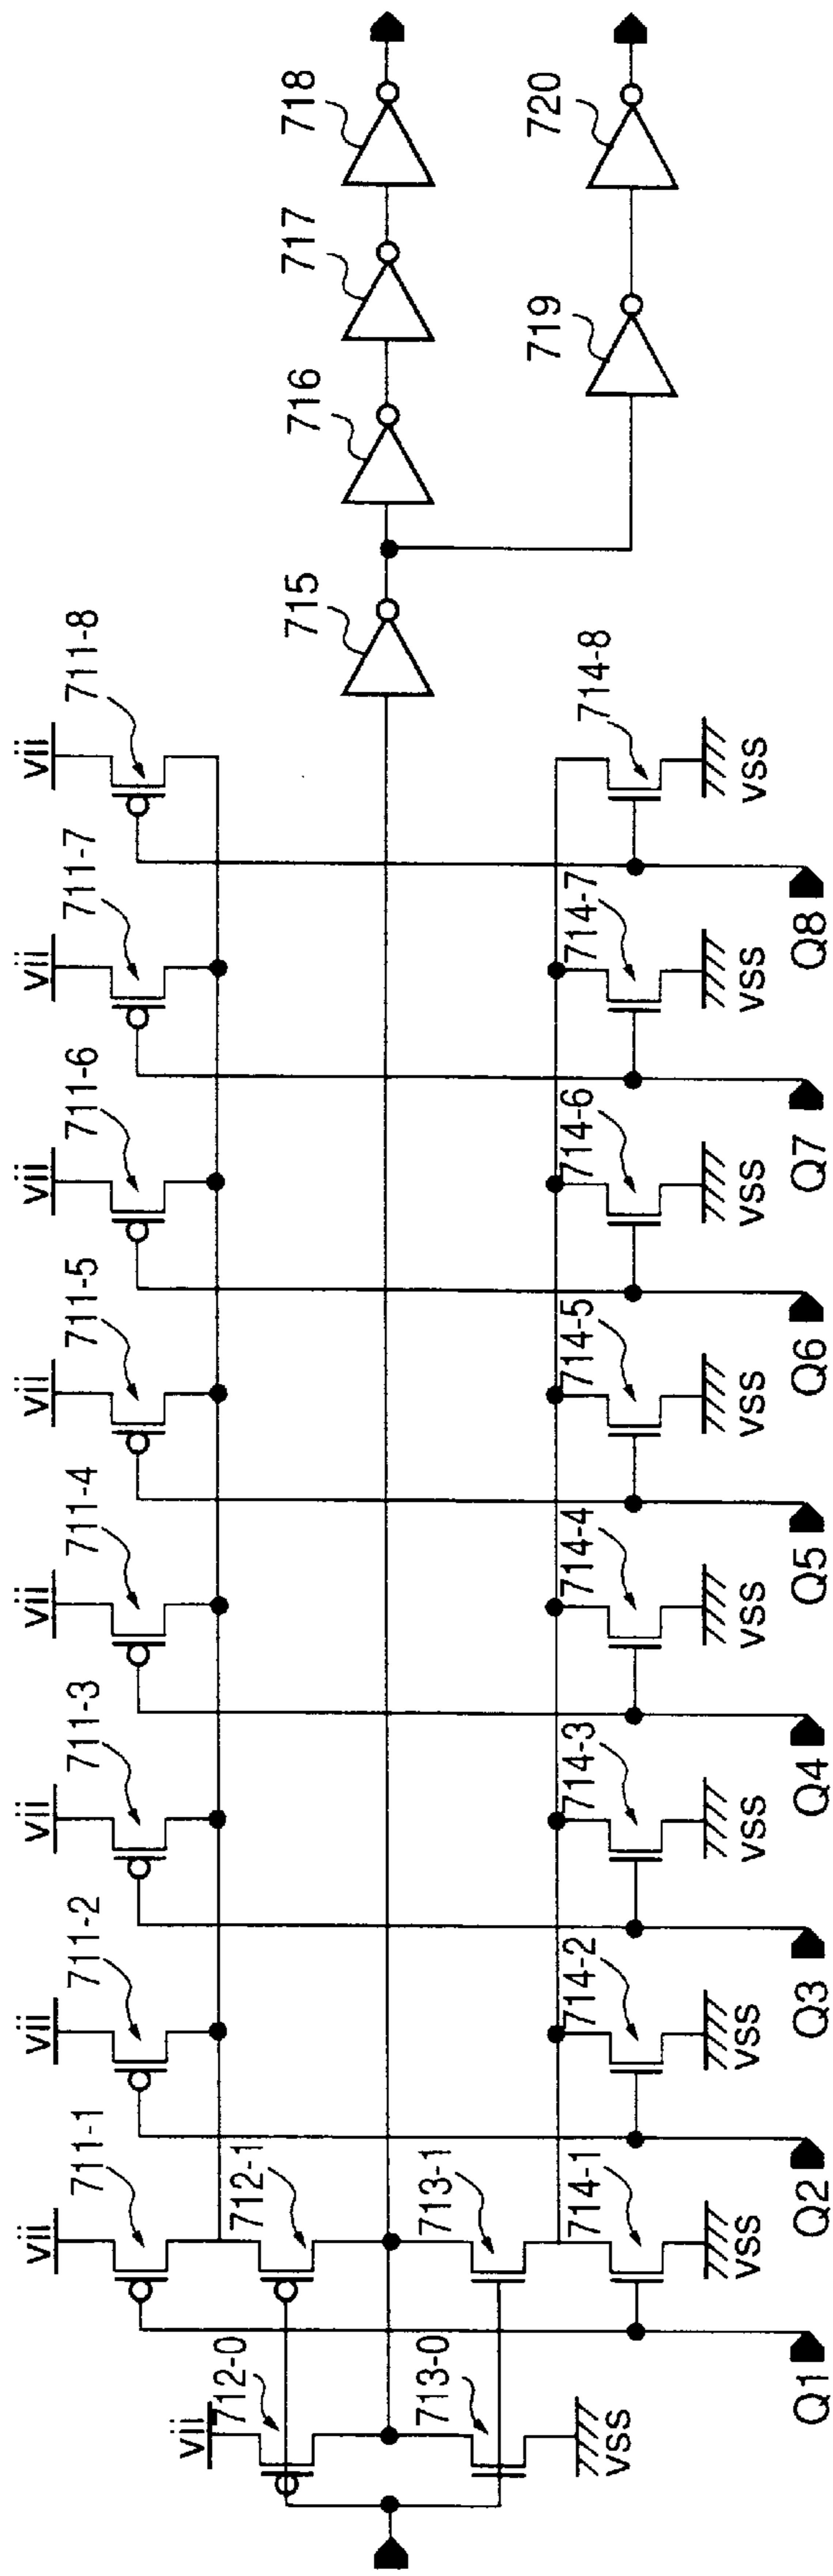 vii
vii
vii
vii
vii
vii
vii
vii
711-1
711-2
711-3
711-4
711-5
711-6
711-7
711-8
vii
712-0
712-1
713-0
713-1
715
716
717
718
719
720
714-1
714-2
714-3
714-4
714-5
714-6
714-7
714-8
vss
vss
vss
vss
vss
vss
vss
vss
vss
Q1
Q2
Q3
Q4
Q5
Q6
Q7
Q8